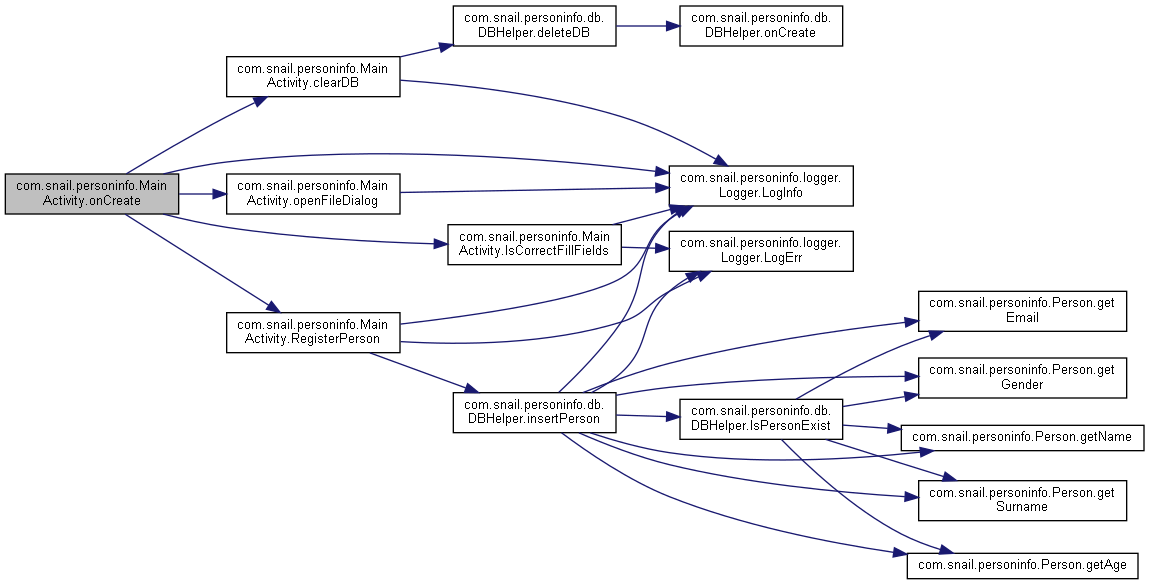 com.snail.personinfo.db.
DBHelper.deleteDB
com.snail.personinfo.db.
DBHelper.onCreate
com.snail.personinfo.Main
Activity.clearDB
com.snail.personinfo.logger.
Logger.LogInfo
com.snail.personinfo.Main
Activity.onCreate
com.snail.personinfo.Main
Activity.openFileDialog
com.snail.personinfo.Main
Activity.IsCorrectFillFields
com.snail.personinfo.logger.
Logger.LogErr
com.snail.personinfo.Main
Activity.RegisterPerson
com.snail.personinfo.Person.get
Email
com.snail.personinfo.Person.get
Gender
com.snail.personinfo.db.
DBHelper.insertPerson
com.snail.personinfo.db.
DBHelper.IsPersonExist
com.snail.personinfo.Person.getName
com.snail.personinfo.Person.get
Surname
com.snail.personinfo.Person.getAge